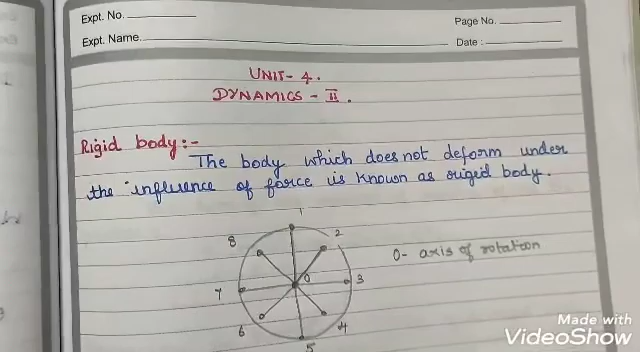 Expt. No.
Page No.
Expt. Name.
Date :
UNIT- 4.
DYNAMICS - II.
Rigid body:-
The body which does not deform under
the influence of force is known as rigid body.
1
8
2
O- axis of rotation
O
7
3
6
4
5
Made with
VideoShow